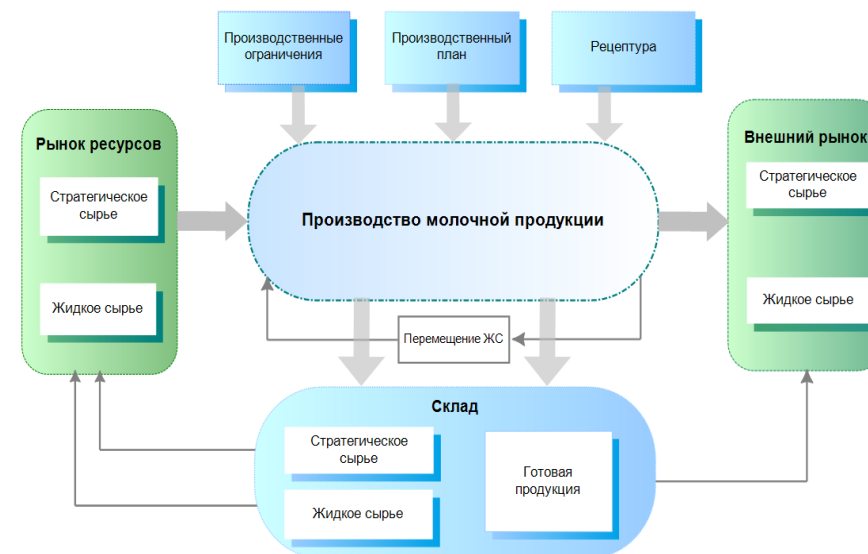 Производственные
ограничения
Производственный
план
Рецептура
Рынок ресурсов
Стратегическое
сырье
Жидкое сырье
Производство молочной продукции
Внешний рынок
Стратегическое
сырье
Жидкое сырье
Перемещение ЖС
Склад
Стратегическое
сырье
Жидкое сырье
Готовая
продукция